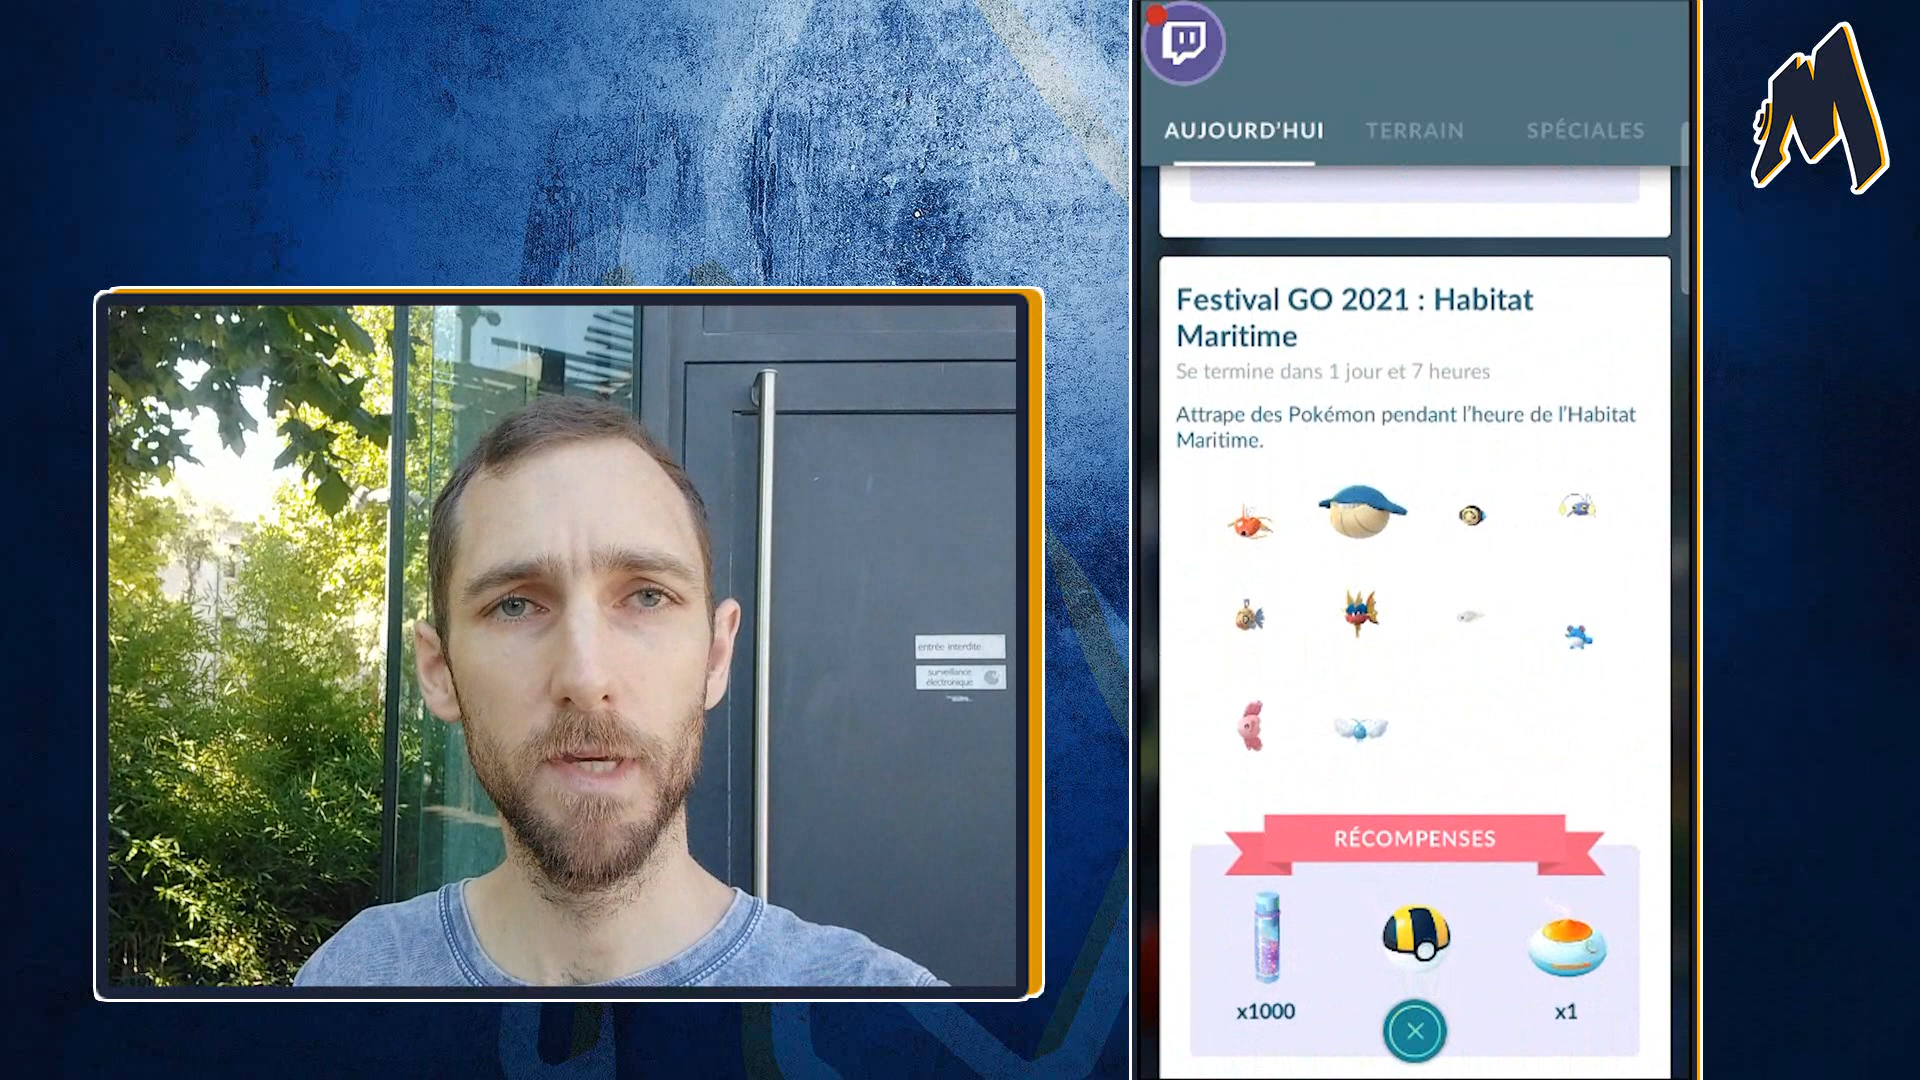 AUJOURD'HUI TERRAIN SPÉCIALES
Festival GO 2021 : Habitat
Maritime
Se termine dans 1 jour et 7 heures
Attrape des Pokémon pendant l'heure de l'Habitat
Maritime.
RÉCOMPENSES
x1000 x1
entrée interdite
surveillance
électronique
M